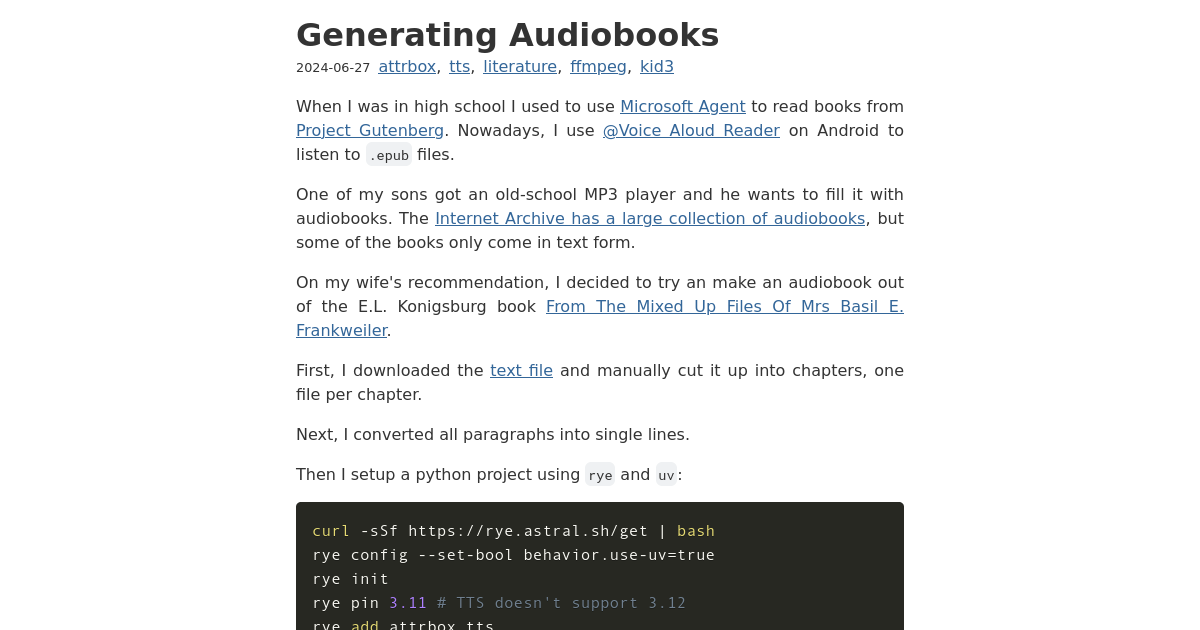 Generating Audiobooks
2024-06-27 attrbox, tts, literature, ffmpeg, kid3
When I was in high school I used to use Microsoft Agent to read books from
Project Gutenberg. Nowadays, I use @Voice Aloud Reader on Android to
listen to .epub files.
One of my sons got an old-school MP3 player and he wants to fill it with
audiobooks. The Internet Archive has a large collection of audiobooks, but
some of the books only come in text form.
On my wife's recommendation, I decided to try an make an audiobook out
of the E.L. Konigsburg book From The Mixed Up Files Of Mrs Basil E.
Frankweiler.
First, I downloaded the text file and manually cut it up into chapters, one
file per chapter.
Next, I converted all paragraphs into single lines.
Then I setup a python project using rye and uv:
curl -sSf https://rye.astral.sh/get | bash
rye config --set-bool behavior.use-uv=true
rye init
rye pin 3.11 # TTS doesn't support 3.12
rye add attrbox tts